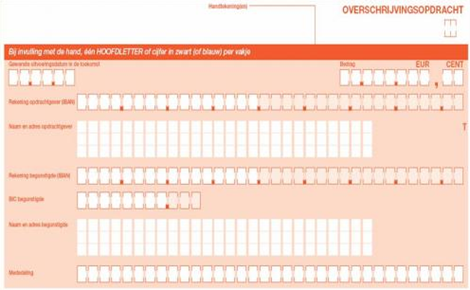 Handtekening(en)
OVERSCHRIJVINGSOPDRACHT
Bij invulling met de hand, één HOOFDLETTER of cijfer in zwart (of blauw) per vakje
Gewenste uitvoeringsdatum in de toekomst
Bedrag
EUR
CENT
Rekening opdrachtgever (IBAN)
Naam en adres opdrachtgever
T
Rekening begunstigde (IBAN)
BIC begunstigde
Naam en adres begunstigde
Mededeling